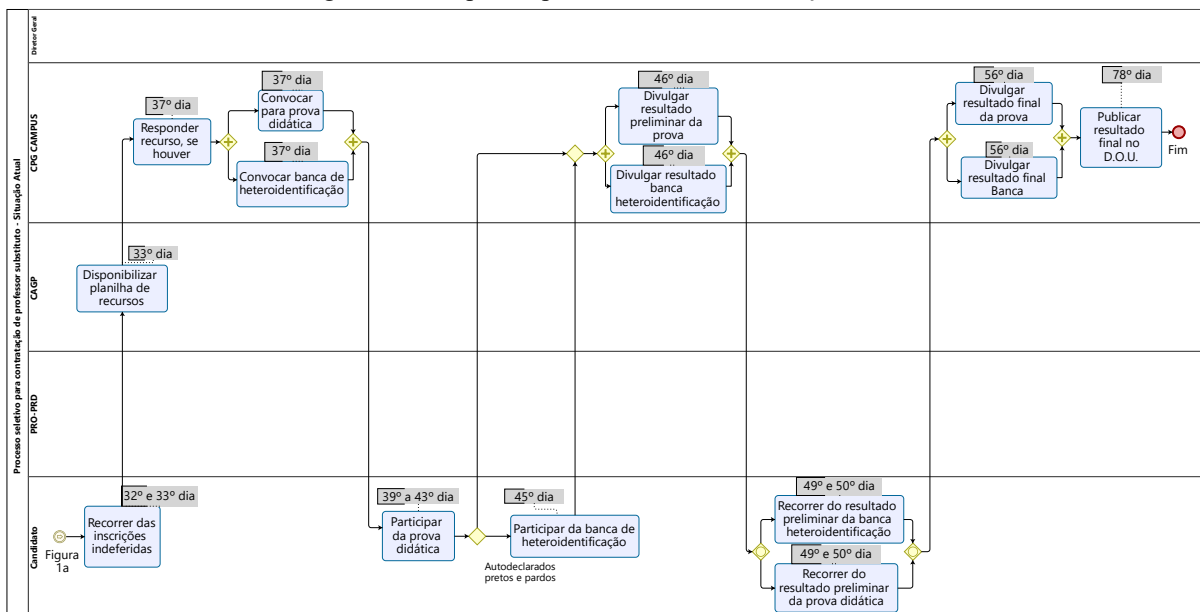 Processo seletivo para contratação de professor substituto - Situação Atual
Diretor Geral
CPG CAMPUS
37º dia
Responder
recurso, se
houver
37º dia
Convocar
para prova
didática
37º dia
Convocar banca de
heteroidentificação
46º dia
Divulgar
resultado
preliminar da
prova
46º dia
Divulgar resultado
banca
heteroidentificação
56º dia
Divulgar
resultado final
da prova
56º dia
Divulgar
resultado final
Banca
78º dia
Publicar
resultado
final no
D.O.U.
Fim
CAGP
33º dia
Disponibilizar
planilha de
recursos
PRO-PRD
Candidato
Figura
1a
32º e 33º dia
Recorrer das
inscrições
indeferidas
39º a 43º dia
Participar
da prova
didática
45º dia
Participar da banca de
heteroidentificação
Autodeclarados
pretos e pardos
49º e 50º dia
Recorrer do resultado
preliminar da banca
heteroidentificação
49º e 50º dia
Recorrer do
resultado preliminar
da prova didática